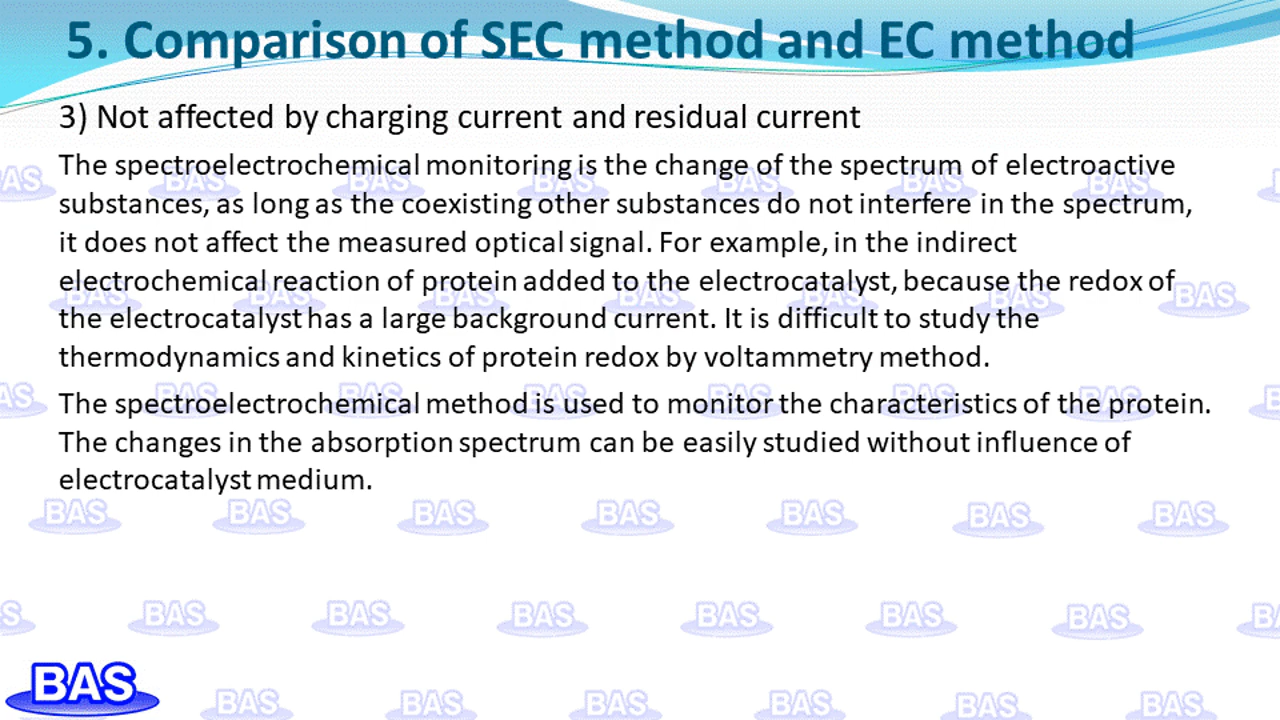 5. Comparison of SEC method and EC method
3) Not affected by charging current and residual current
The spectroelectrochemical monitoring is the change of the spectrum of electroactive
substances, as long as the coexisting other substances do not interfere in the spectrum,
it does not affect the measured optical signal. For example, in the indirect
electrochemical reaction of protein added to the electrocatalyst, because the redox of
the electrocatalyst has a large background current. It is difficult to study the
thermodynamics and kinetics of protein redox by voltammetry method.
The spectroelectrochemical method is used to monitor the characteristics of the protein.
The changes in the absorption spectrum can be easily studied without influence of
electrocatalyst medium.
BAS